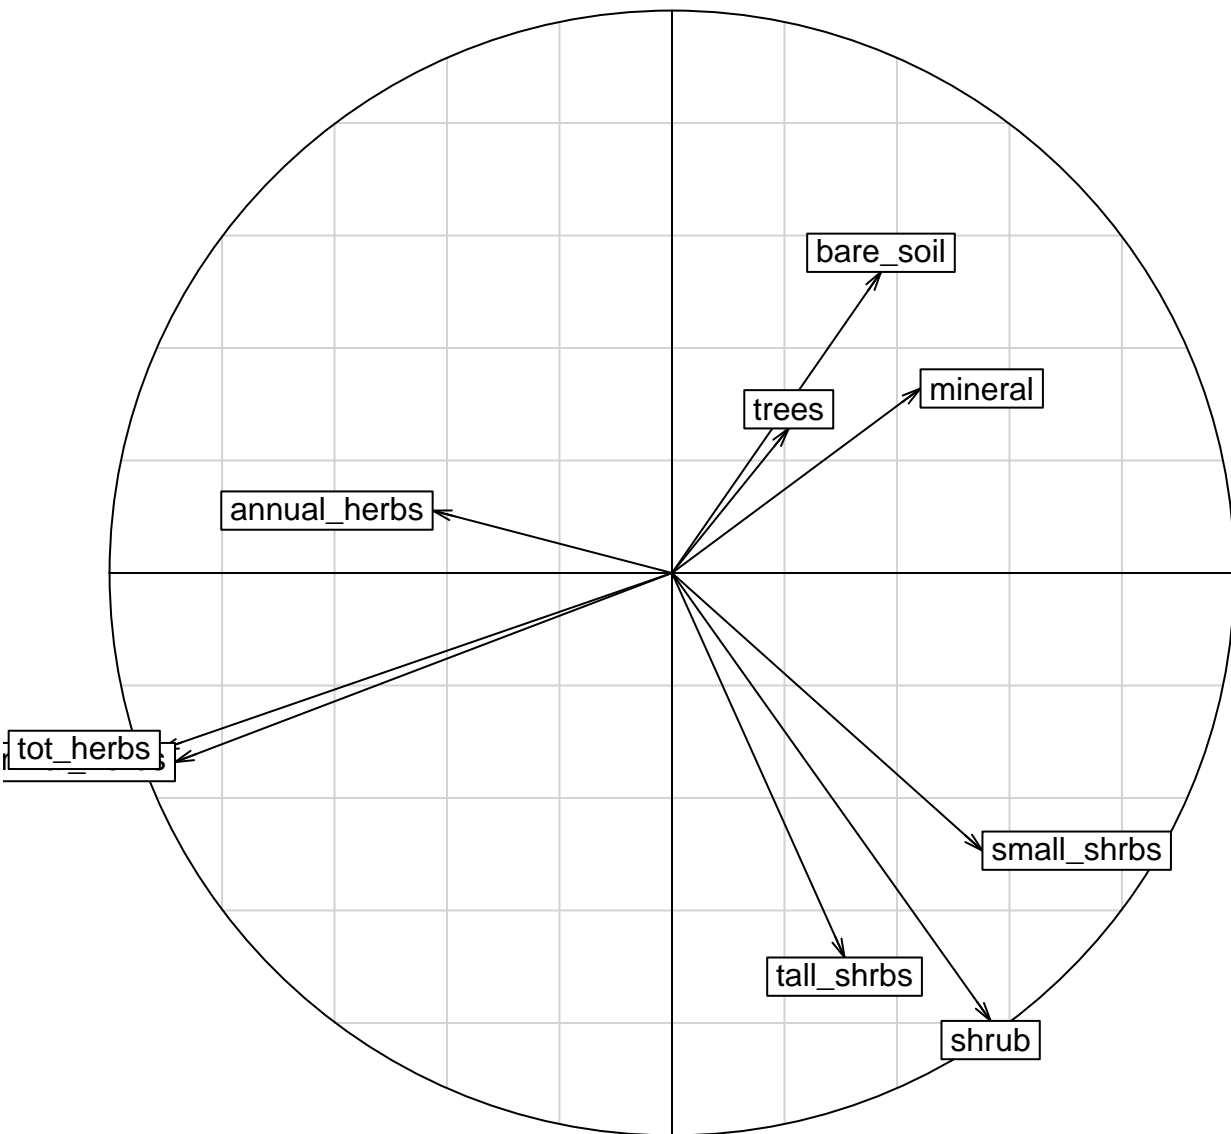 bare_soil
mineral
trees
annual_herbs
tot_herbs
small_shrbs
tall_shrbs
shrub